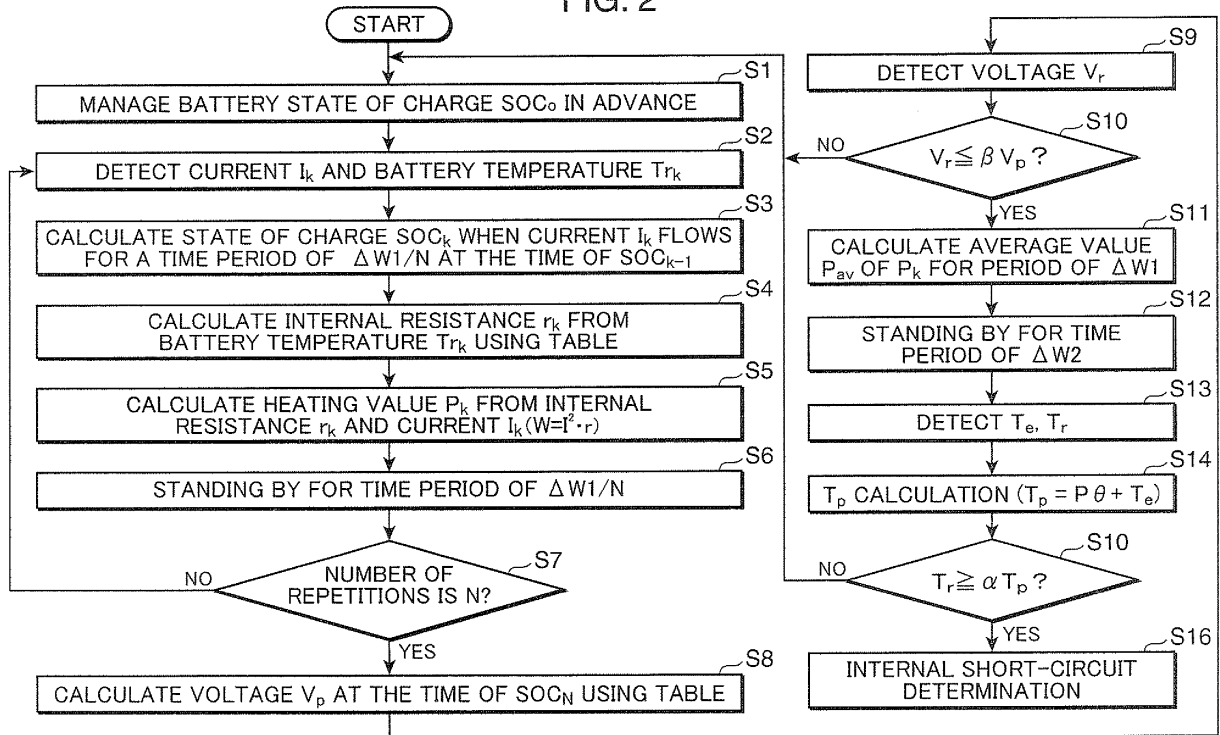 FIG. 2
START
S1
MANAGE BATTERY STATE OF CHARGE SOC₀ IN ADVANCE
S2
DETECT CURRENT Iₖ AND BATTERY TEMPERATURE Trₖ
S3
CALCULATE STATE OF CHARGE SOCₖ WHEN CURRENT Iₖ FLOWS
FOR A TIME PERIOD OF ΔW1/N AT THE TIME OF SOCₖ₋₁
S4
CALCULATE INTERNAL RESISTANCE rₖ FROM
BATTERY TEMPERATURE Trₖ USING TABLE
S5
CALCULATE HEATING VALUE Pₖ FROM INTERNAL
RESISTANCE rₖ AND CURRENT Iₖ(W=I²·r)
S6
STANDING BY FOR TIME PERIOD OF ΔW1/N
S7
NO
NUMBER OF
REPETITIONS IS N?
YES
S8
CALCULATE VOLTAGE Vₚ AT THE TIME OF SOC_N USING TABLE
S9
DETECT VOLTAGE Vᵣ
S10
NO
Vᵣ≦βVₚ?
YES
S11
CALCULATE AVERAGE VALUE
Pₐᵥ OF Pₖ FOR PERIOD OF ΔW1
S12
STANDING BY FOR TIME
PERIOD OF ΔW2
S13
DETECT Tₑ, Tᵣ
S14
Tₚ CALCULATION (Tₚ = Pθ + Tₑ)
S10
NO
Tᵣ≧αTₚ?
YES
S16
INTERNAL SHORT-CIRCUIT
DETERMINATION